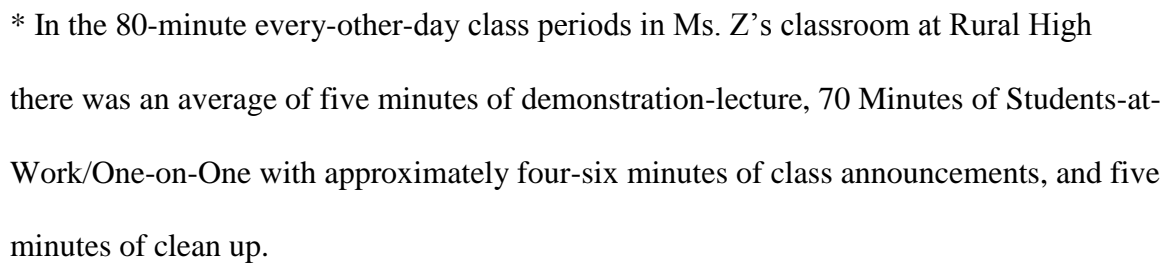 * In the 80-minute every-other-day class periods in Ms. Z’s classroom at Rural High
there was an average of five minutes of demonstration-lecture, 70 Minutes of Students-at-
Work/One-on-One with approximately four-six minutes of class announcements, and five
minutes of clean up.